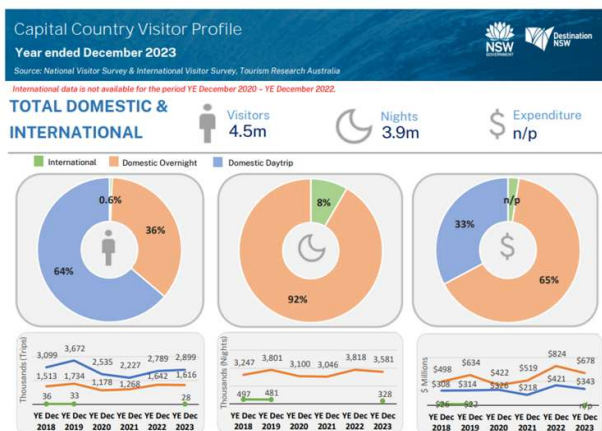 Capital Country Visitor Profile
Year ended December 2023
Source: National Visitor Survey & International Visitor Survey, Tourism Research Australia
NSW
GOVERNMENT
Destination
NSW
International data is not available for the period YE December 2020 – YE December 2022.
TOTAL DOMESTIC &
INTERNATIONAL
Visitors
4.5m
Nights
3.9m
$
Expenditure
n/p
International
Domestic Overnight
Domestic Daytrip
0.6%
36%
64%
8%
92%
n/p
33%
$
65%
Thousands (Trips)
3,099 3,672 2,535 2,227 2,789 2,899
1,513 1,734 1,178 1,268 1,642 1,616
36 33 28
YE Dec YE Dec YE Dec YE Dec YE Dec YE Dec
2018 2019 2020 2021 2022 2023
Thousands (Nights)
3,247 3,801 3,100 3,046 3,818 3,581
497 481 328
YE Dec YE Dec YE Dec YE Dec YE Dec YE Dec
2018 2019 2020 2021 2022 2023
$ Millions
$498 $634 $422 $519 $824 $678
$308 $314 $326 $218 $421 $343
$26 $22 n/p
YE Dec YE Dec YE Dec YE Dec YE Dec YE Dec
2018 2019 2020 2021 2022 2023